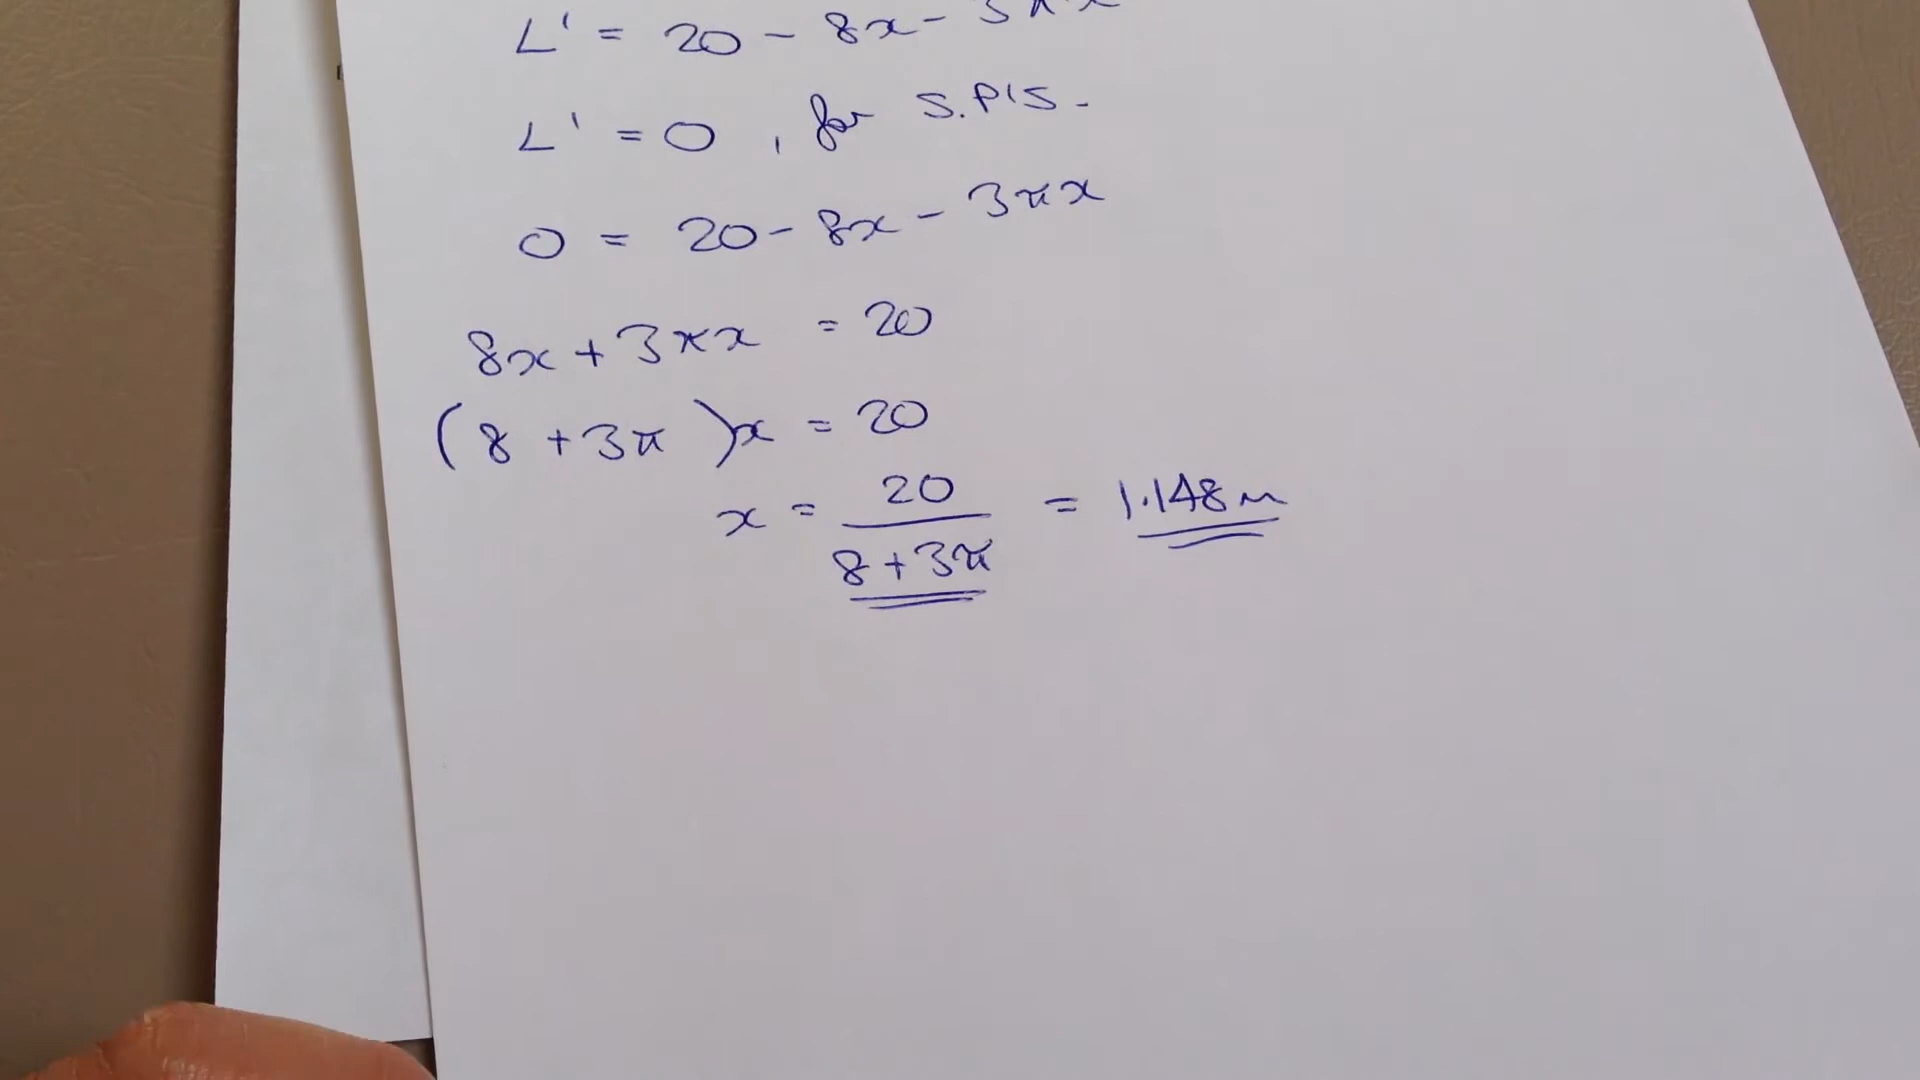 L' = 20 - 8x - 3πx
L' = 0 , for S.P'S.
0 = 20 - 8x - 3πx
8x + 3πx = 20
(8 + 3π)x = 20
x = 20 / (8 + 3π) = 1.148m